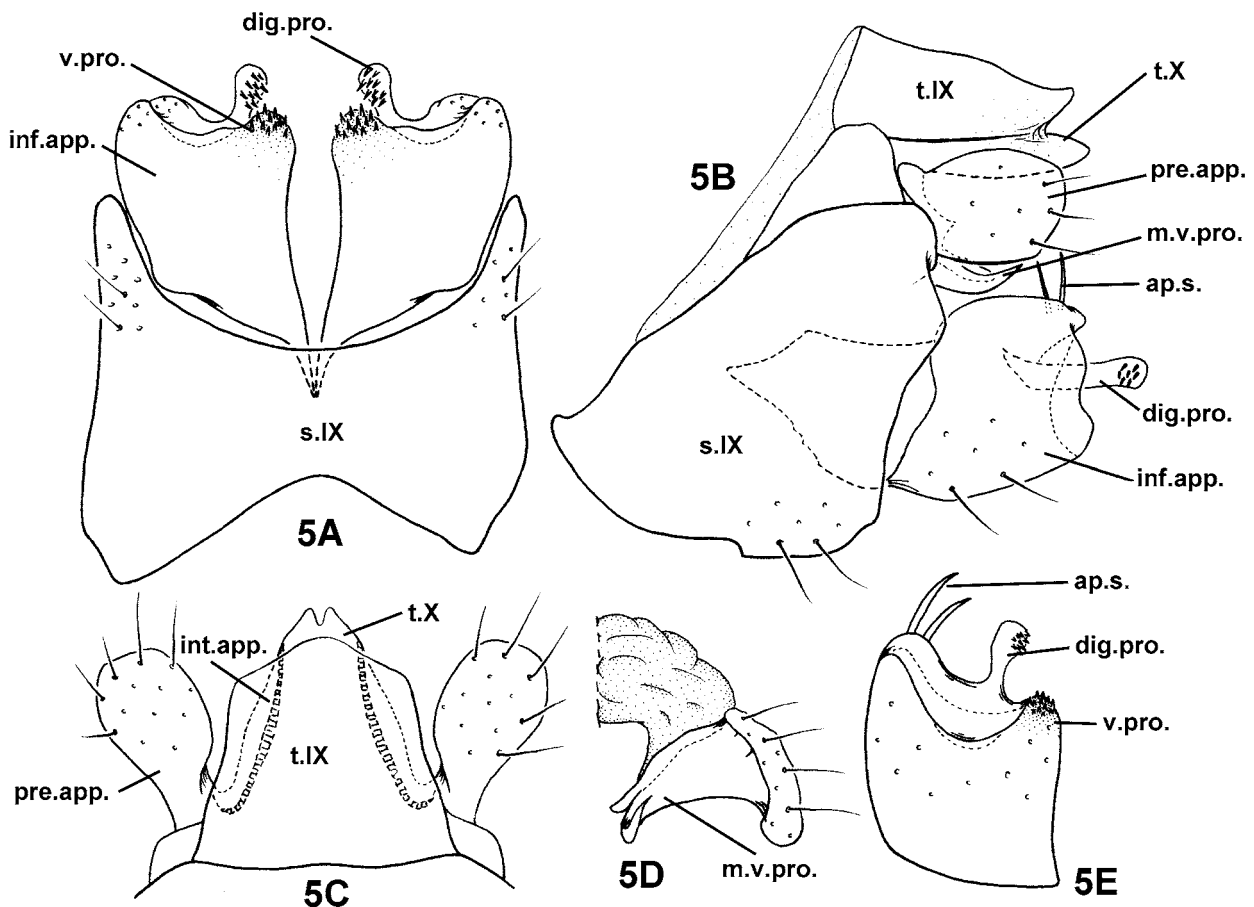 dig.pro.
v.pro.
inf.app.
s.IX
5A
t.IX
t.X
5B
pre.app.
m.v.pro.
ap.s.
dig.pro.
s.IX
inf.app.
t.X
int.app.
t.IX
pre.app.
5C
m.v.pro.
5D
ap.s.
dig.pro.
v.pro.
5E